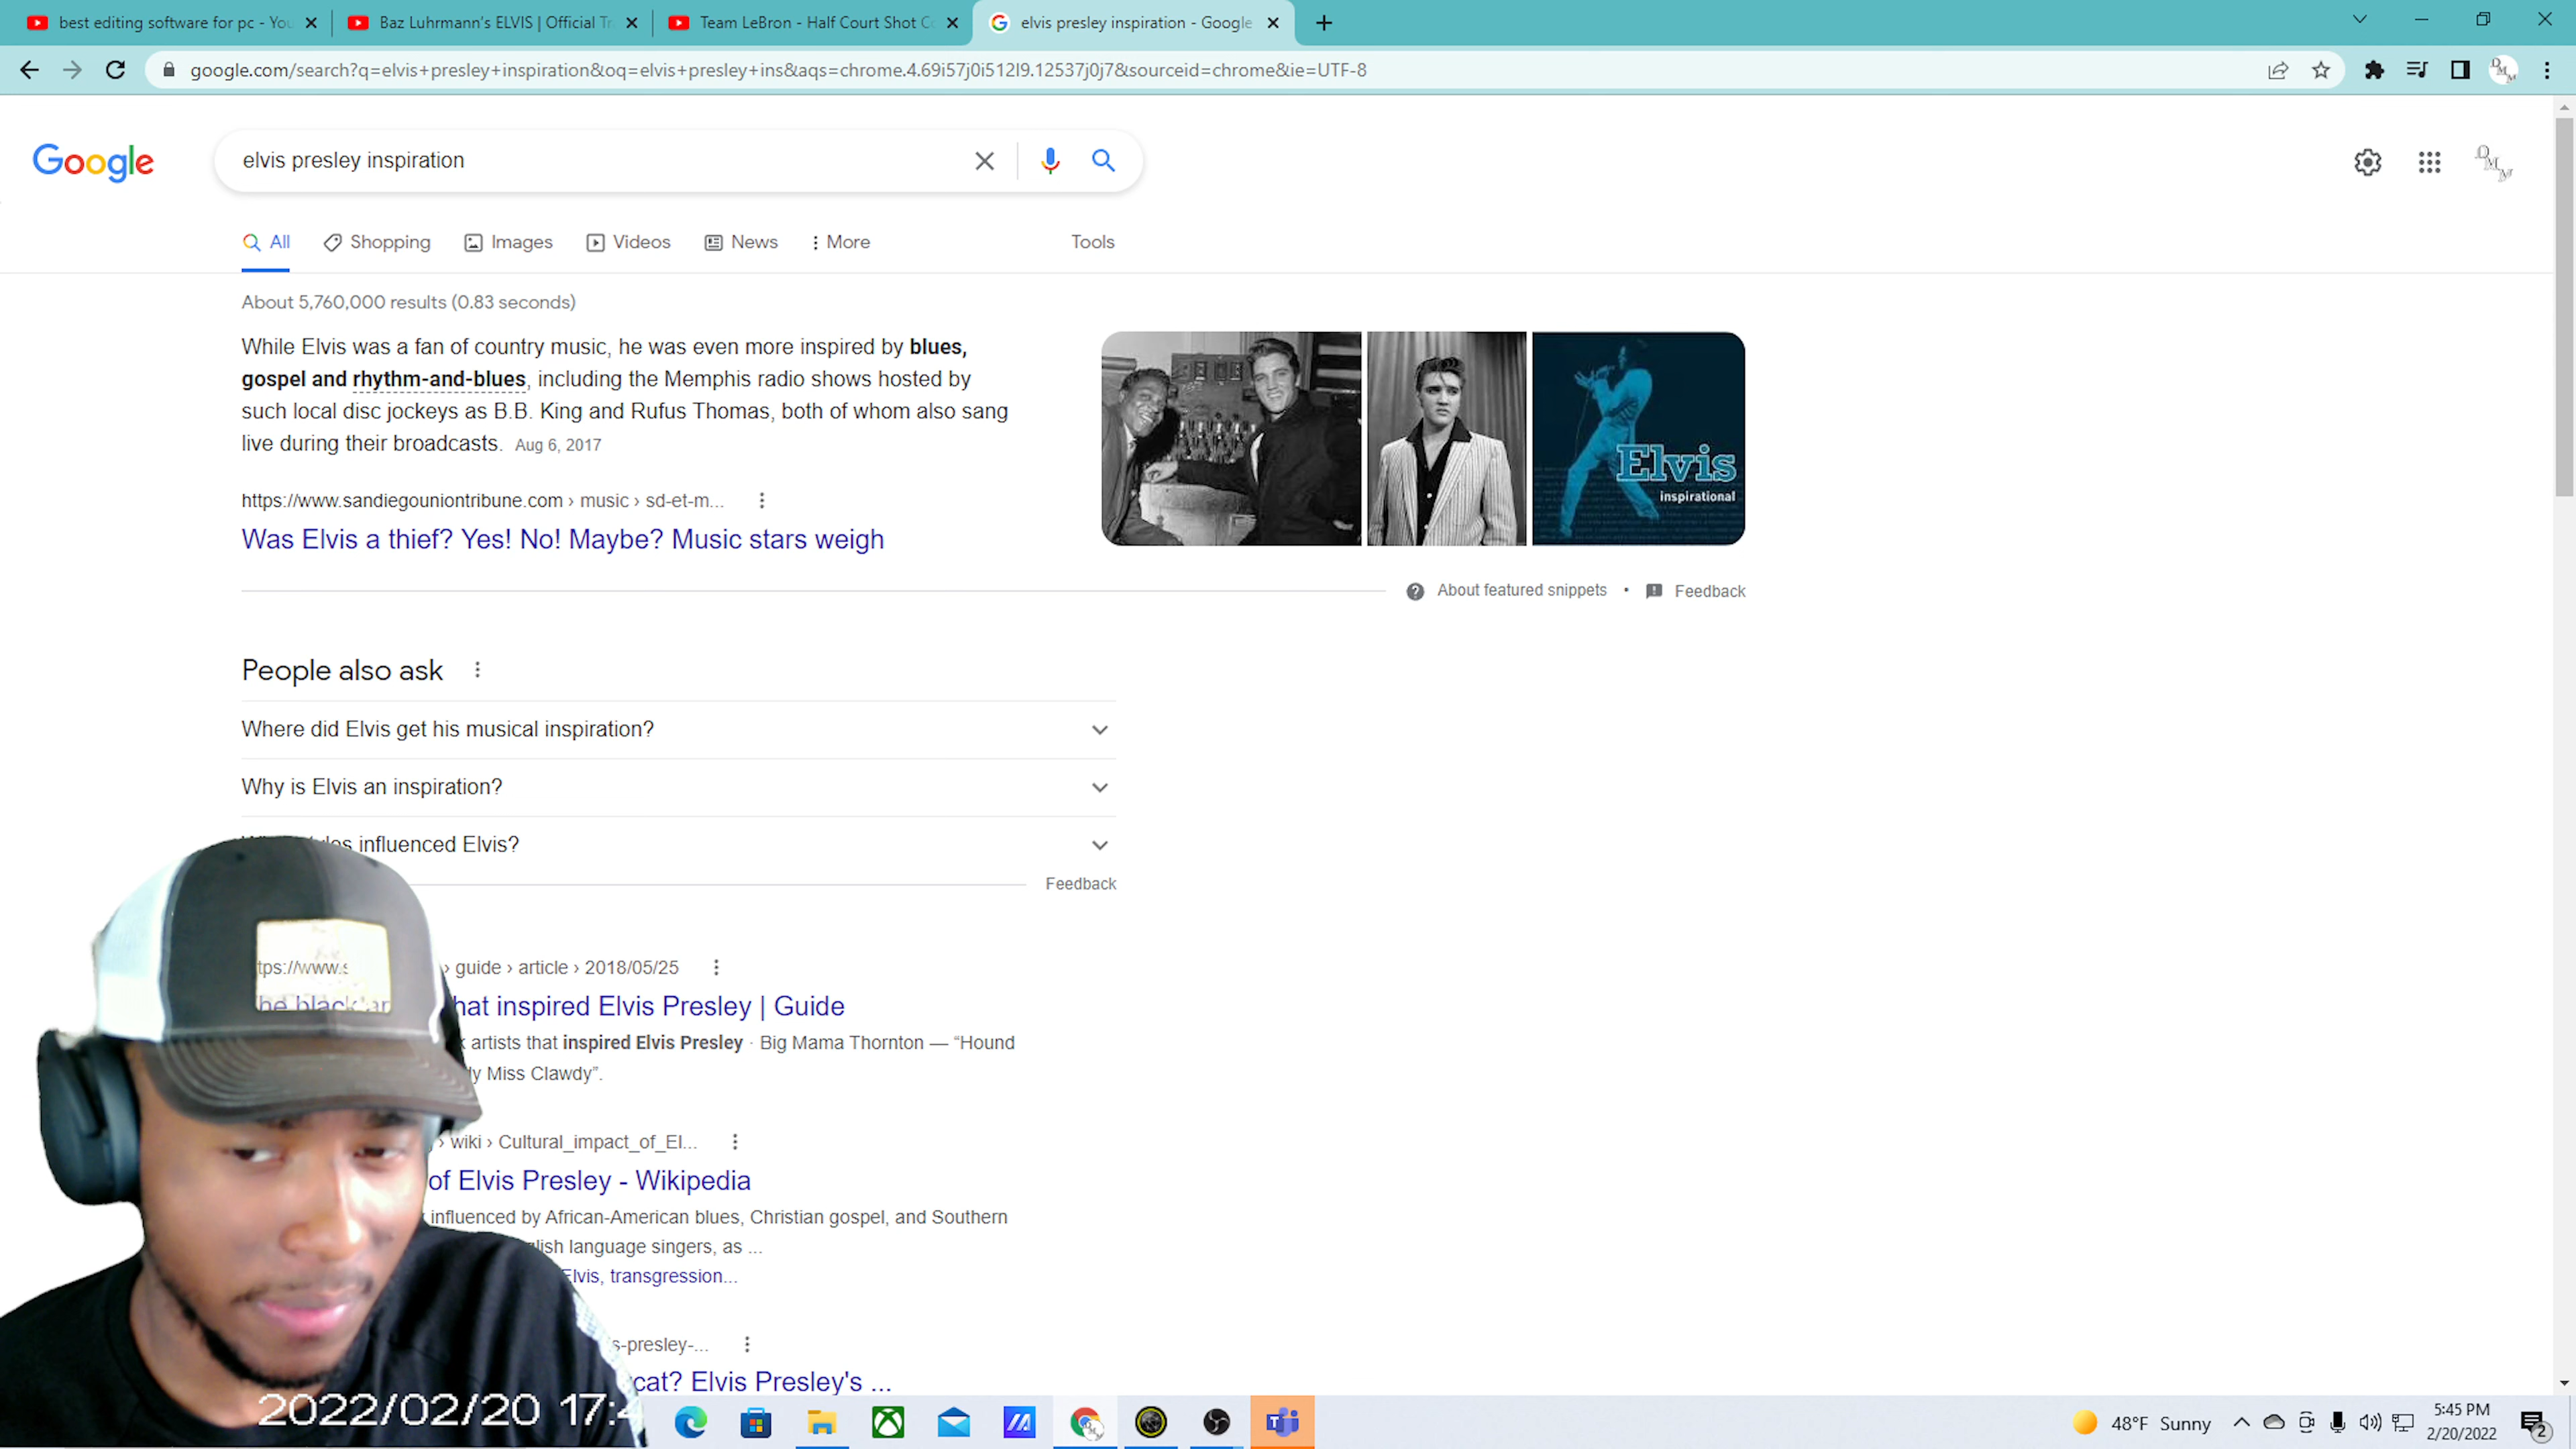 best editing software for pc - You
Baz Luhrmann's ELVIS | Official Tr
Team LeBron - Half Court Shot Co
elvis presley inspiration - Google
google.com/search?q=elvis+presley+inspiration&oq=elvis+presley+ins&aqs=chrome.4.69i57j0i512l9.12537j0j7&sourceid=chrome&ie=UTF-8
Google
elvis presley inspiration
All Shopping Images Videos News More Tools
About 5,760,000 results (0.83 seconds)
While Elvis was a fan of country music, he was even more inspired by blues,
gospel and rhythm-and-blues, including the Memphis radio shows hosted by
such local disc jockeys as B.B. King and Rufus Thomas, both of whom also sang
live during their broadcasts. Aug 6, 2017
Elvis
inspirational
https://www.sandiegouniontribune.com › music › sd-et-m...
Was Elvis a thief? Yes! No! Maybe? Music stars weigh
About featured snippets • Feedback
People also ask
Where did Elvis get his musical inspiration?
Why is Elvis an inspiration?
influenced Elvis?
Feedback
tps://www.s › guide › article › 2018/05/25
he black ar hat inspired Elvis Presley | Guide
artists that inspired Elvis Presley · Big Mama Thornton — “Hound
dy Miss Clawdy”.
› wiki › Cultural_impact_of_El...
of Elvis Presley - Wikipedia
influenced by African-American blues, Christian gospel, and Southern
glish language singers, as ...
Elvis, transgression...
s-presley-...
cat? Elvis Presley's ...
2022/02/20 17:4
48°F Sunny
5:45 PM
2/20/2022
2